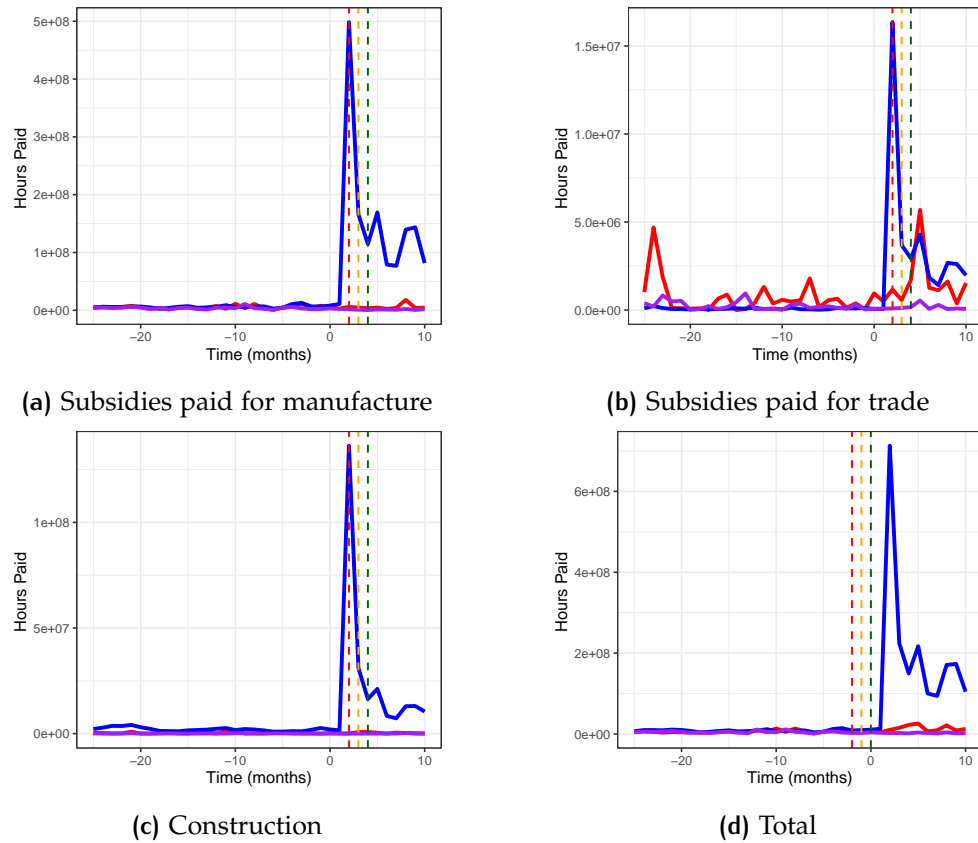 5e+08
4e+08
3e+08
2e+08
1e+08
0e+00
Hours Paid
−20
−10
0
10
Time (months)
(a) Subsidies paid for manufacture
1.5e+07
1.0e+07
5.0e+06
0.0e+00
Hours Paid
−20
−10
0
10
Time (months)
(b) Subsidies paid for trade
1e+08
5e+07
0e+00
Hours Paid
−20
−10
0
10
Time (months)
(c) Construction
6e+08
4e+08
2e+08
0e+00
Hours Paid
−20
−10
0
10
Time (months)
(d) Total